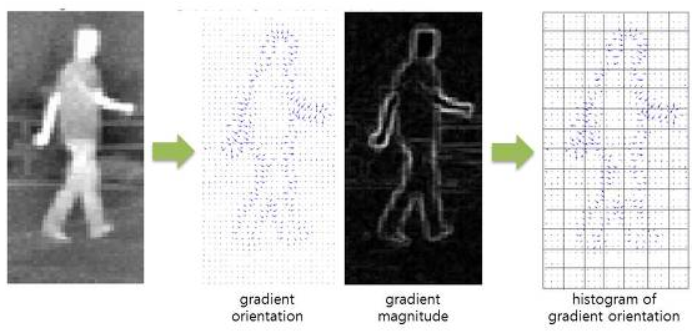 gradient
orientation
gradient
magnitude
histogram of
gradient orientation